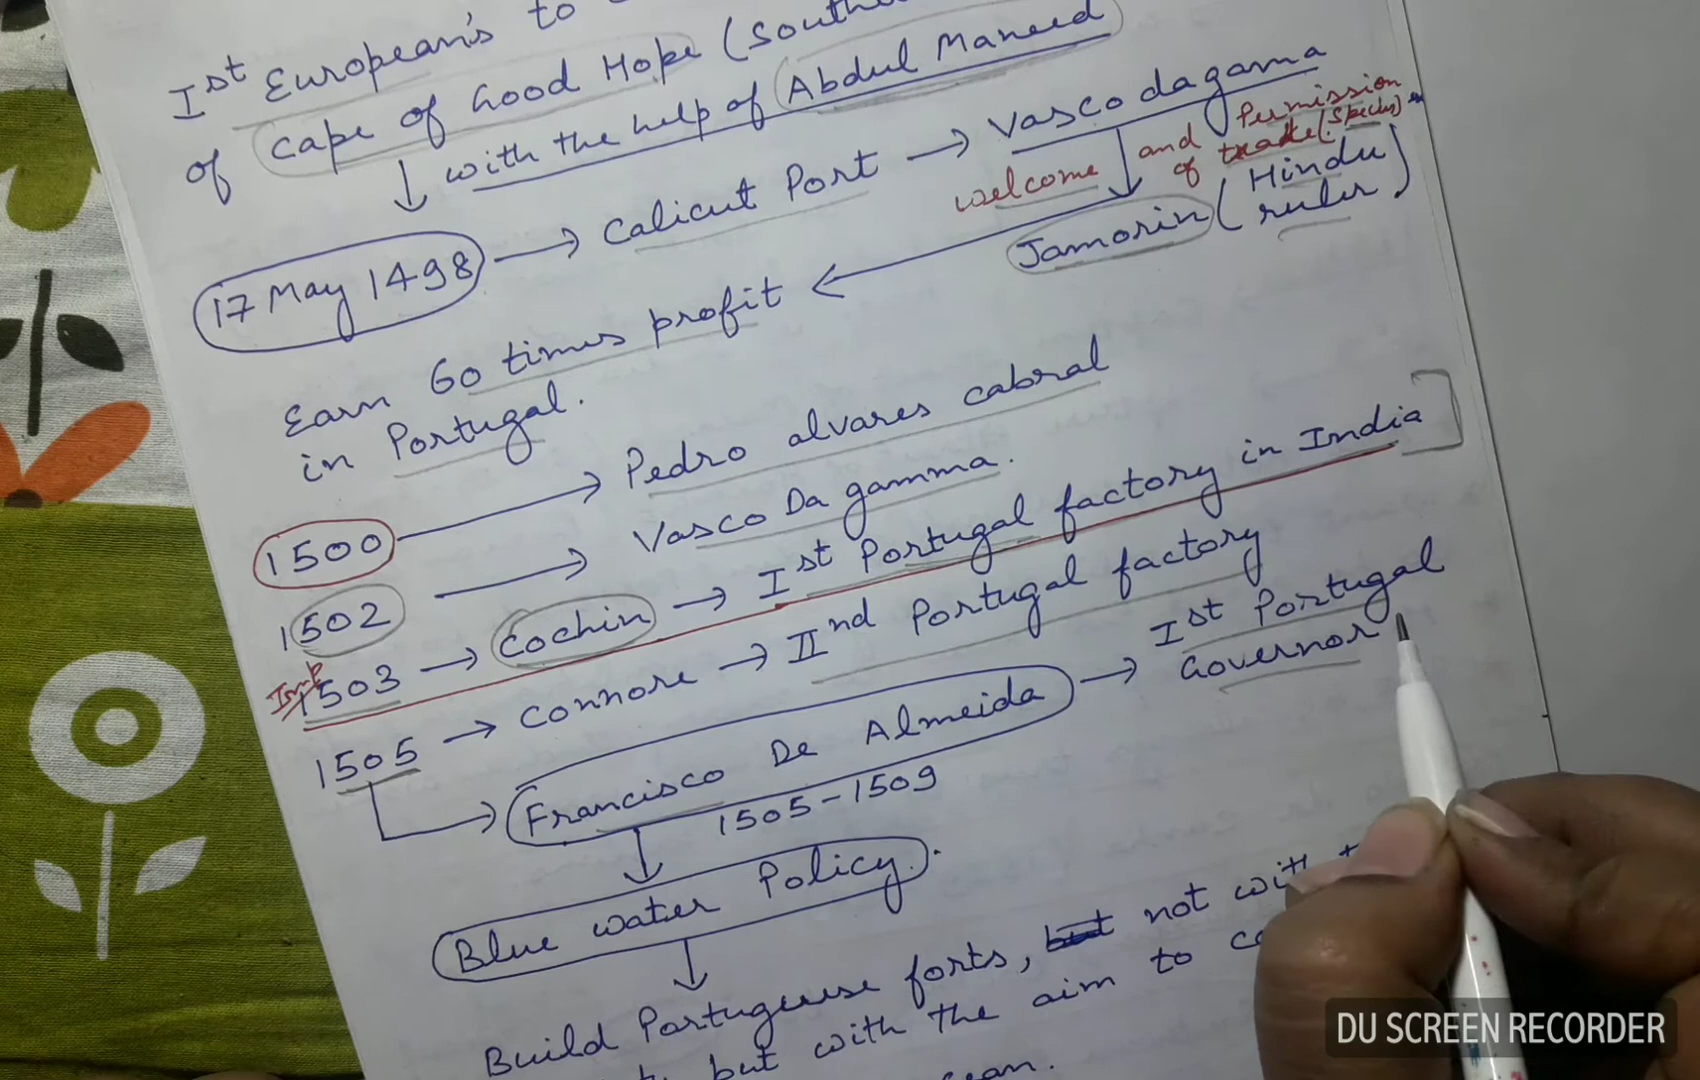 Ist European's to
of Cape of Good Hope (South
with the help of Abdul Maneed
17 May 1498 → Calicut Port → Vasco da gama
welcome and Permission of trade (Spices)
Jamorin (Hindu ruler)
Earn 60 times profit
in Portugal.
1500 → Pedro alvares cabral
1502 → Vasco Da gamma.
Imp
1503 → Cochin → Ist Portugal factory in India
1505 → Connore → IInd Portugal factory
Francisco De Almeida → Ist Portugal Governor
1505-1509
Blue water Policy.
Build Portuguese forts, but not with
but with the aim to
DU SCREEN RECORDER